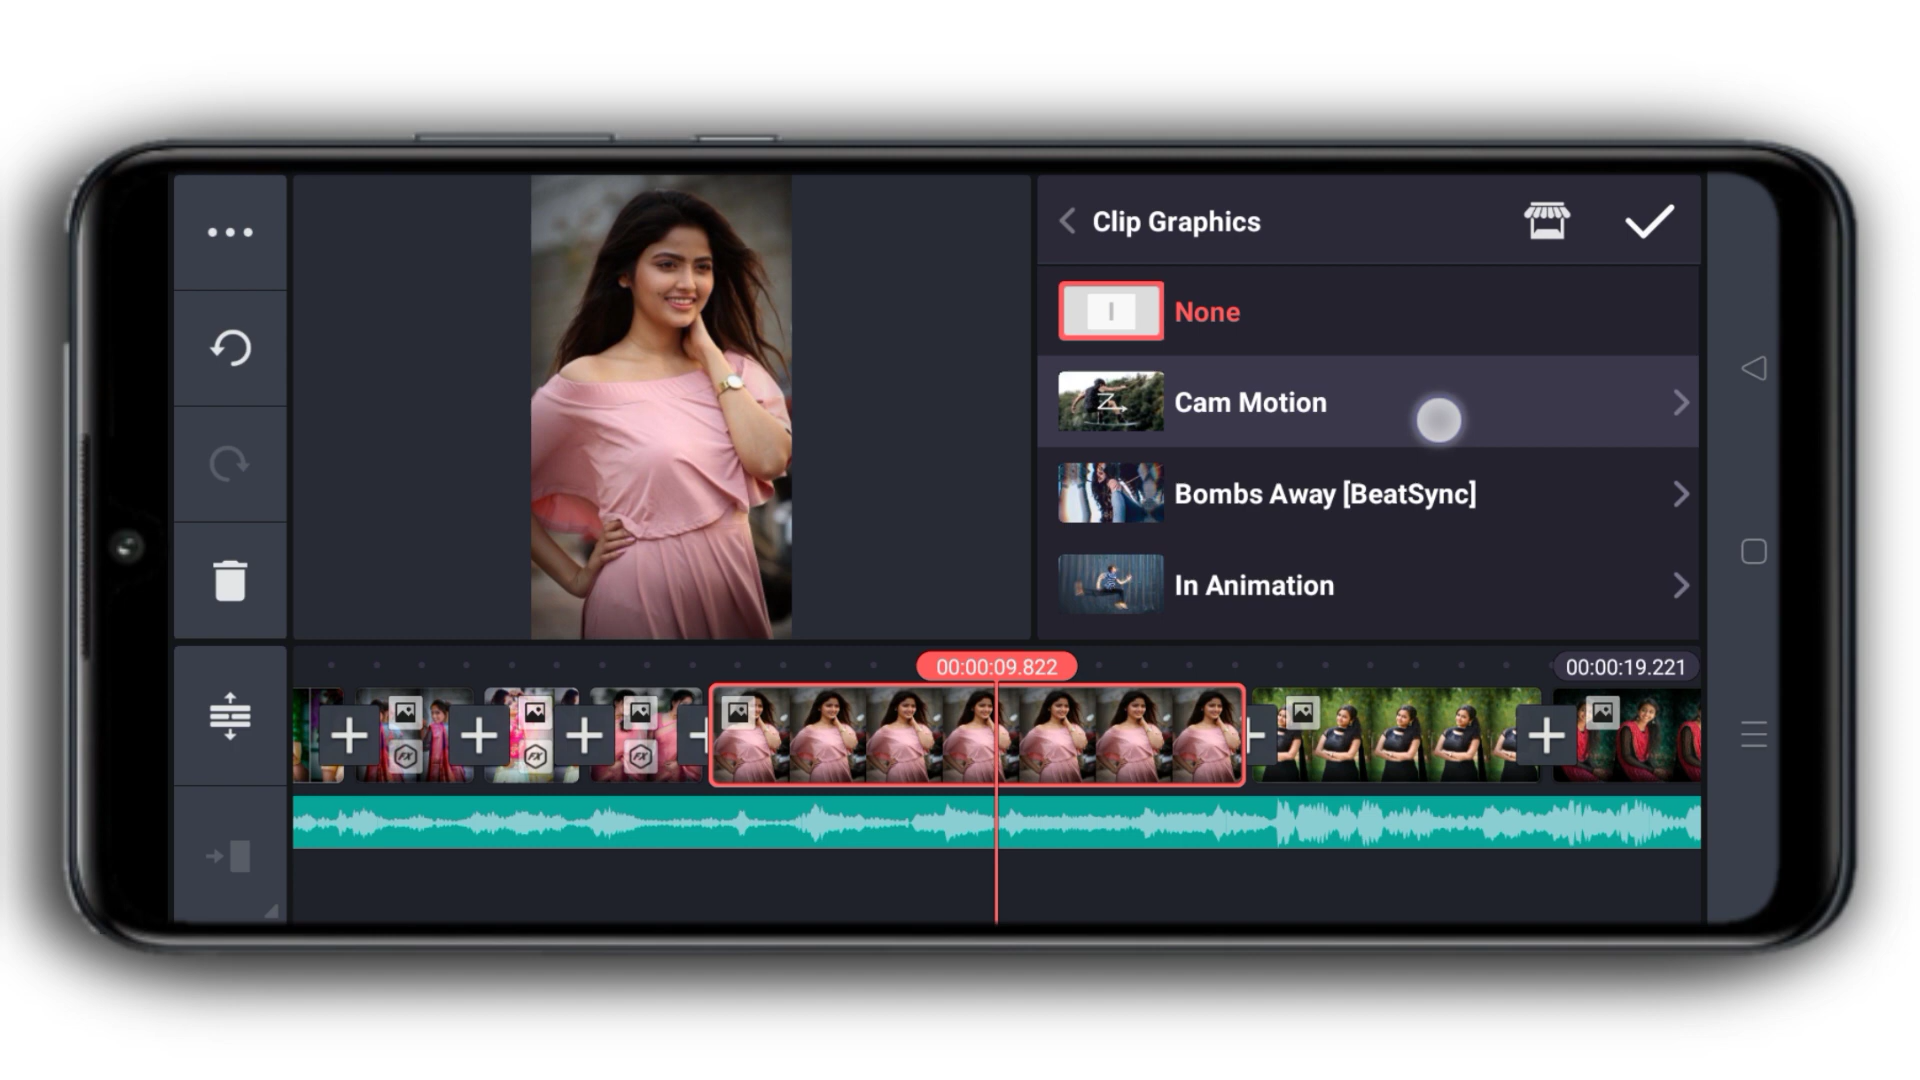 Clip Graphics
None
Cam Motion
Bombs Away [BeatSync]
In Animation
00:00:09.822
00:00:19.221